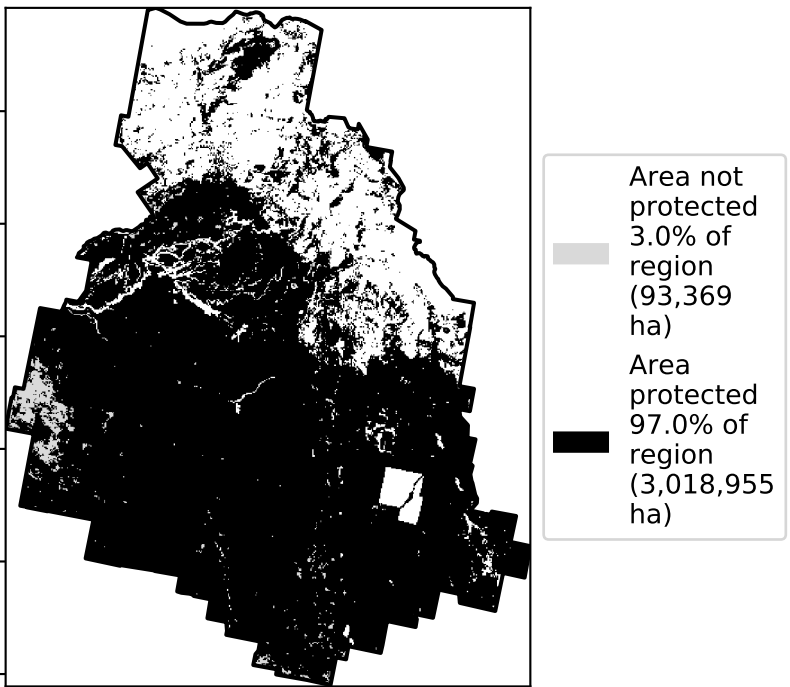 Area not
protected
3.0% of
region
(93,369
ha)
Area
protected
97.0% of
region
(3,018,955
ha)